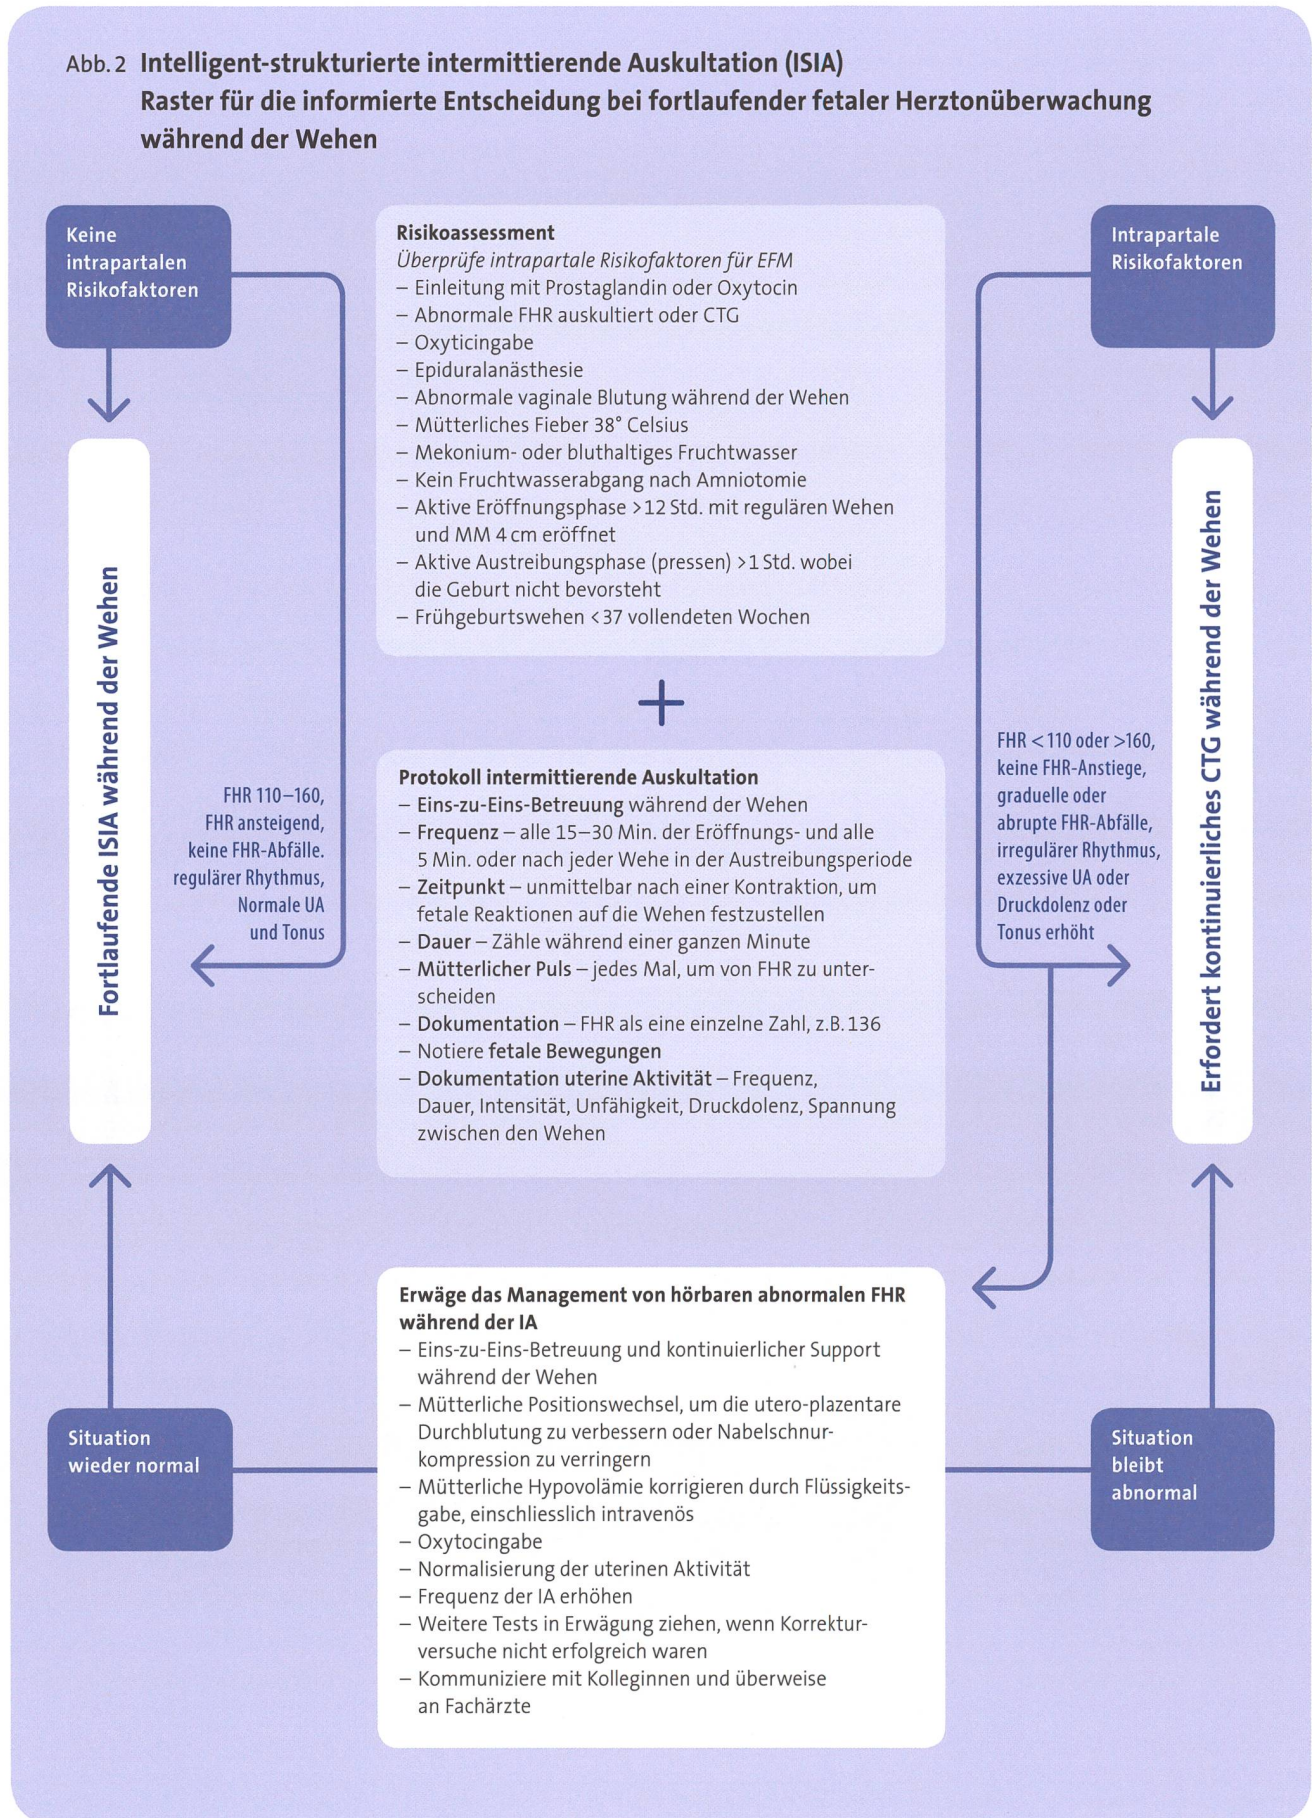 Abb. 2 Intelligent-strukturierte intermittierende Auskultation (ISIA)
Raster für die informierte Entscheidung bei fortlaufender fetaler Herztonüberwachung
während der Wehen
Keine
intrapartalen
Risikofaktoren
Risikoassessment
Überprüfe intrapartale Risikofaktoren für EFM
– Einleitung mit Prostaglandin oder Oxytocin
– Abnormale FHR auskultiert oder CTG
– Oxyticingabe
– Epiduralanästhesie
– Abnormale vaginale Blutung während der Wehen
– Mütterliches Fieber 38° Celsius
– Mekonium- oder bluthaltiges Fruchtwasser
– Kein Fruchtwasserabgang nach Amniotomie
– Aktive Eröffnungsphase >12 Std. mit regulären Wehen
und MM 4 cm eröffnet
– Aktive Austreibungsphase (pressen) >1 Std. wobei
die Geburt nicht bevorsteht
– Frühgeburtswehen <37 vollendeten Wochen
Intrapartale
Risikofaktoren
Fortlaufende ISIA während der Wehen
FHR 110–160,
FHR ansteigend,
keine FHR-Abfälle.
regulärer Rhythmus,
Normale UA
und Tonus
+
Protokoll intermittierende Auskultation
– Eins-zu-Eins-Betreuung während der Wehen
– Frequenz – alle 15–30 Min. der Eröffnungs- und alle
5 Min. oder nach jeder Wehe in der Austreibungsperiode
– Zeitpunkt – unmittelbar nach einer Kontraktion, um
fetale Reaktionen auf die Wehen festzustellen
– Dauer – Zähle während einer ganzen Minute
– Mütterlicher Puls – jedes Mal, um von FHR zu unter-
scheiden
– Dokumentation – FHR als eine einzelne Zahl, z.B. 136
– Notiere fetale Bewegungen
– Dokumentation uterine Aktivität – Frequenz,
Dauer, Intensität, Unfähigkeit, Druckdolenz, Spannung
zwischen den Wehen
FHR <110 oder >160,
keine FHR-Anstiege,
graduelle oder
abrupte FHR-Abfälle,
irregulärer Rhythmus,
exzessive UA oder
Druckdolenz oder
Tonus erhöht
Erfordert kontinuierliches CTG während der Wehen
Situation
wieder normal
Erwäge das Management von hörbaren abnormalen FHR
während der IA
– Eins-zu-Eins-Betreuung und kontinuierlicher Support
während der Wehen
– Mütterliche Positionswechsel, um die utero-plazentare
Durchblutung zu verbessern oder Nabelschnur-
kompression zu verringern
– Mütterliche Hypovolämie korrigieren durch Flüssigkeits-
gabe, einschliesslich intravenös
– Oxytocingabe
– Normalisierung der uterinen Aktivität
– Frequenz der IA erhöhen
– Weitere Tests in Erwägung ziehen, wenn Korrektur-
versuche nicht erfolgreich waren
– Kommuniziere mit Kolleginnen und überweise
an Fachärzte
Situation
bleibt
abnormal